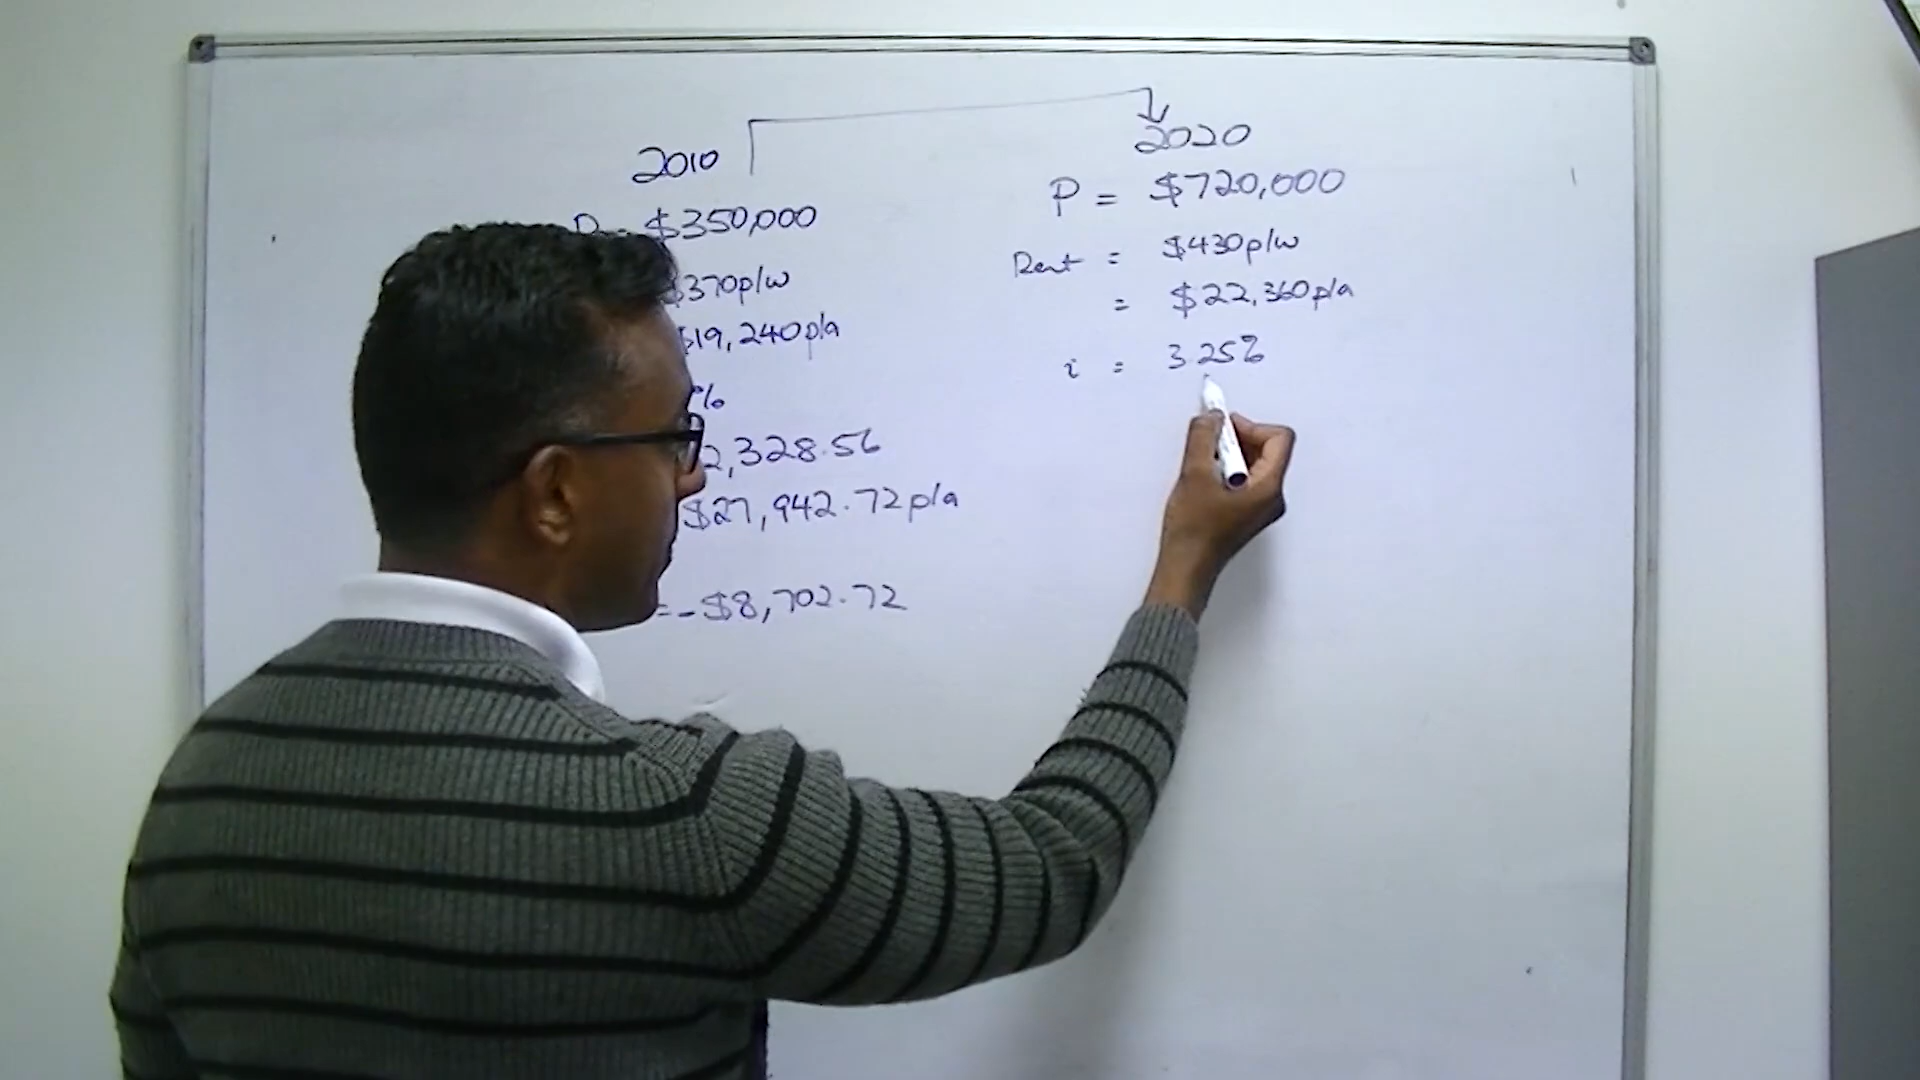 2010
$350,000
$370p/w
$19,240p/a
%
2,328.56
$27,942.72p/a
= -$8,702.72
2020
P = $720,000
Rent = $430p/w
= $22,360p/a
i = 3.25%